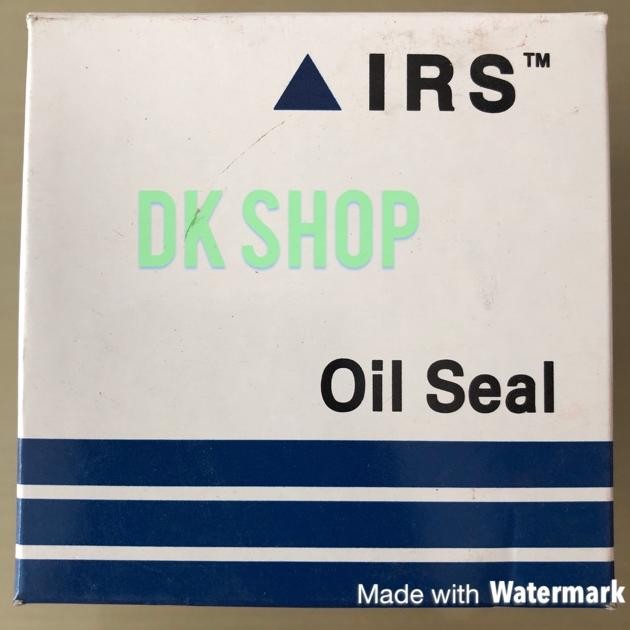 IRS™
DK SHOP
Oil Seal
Made with Watermark